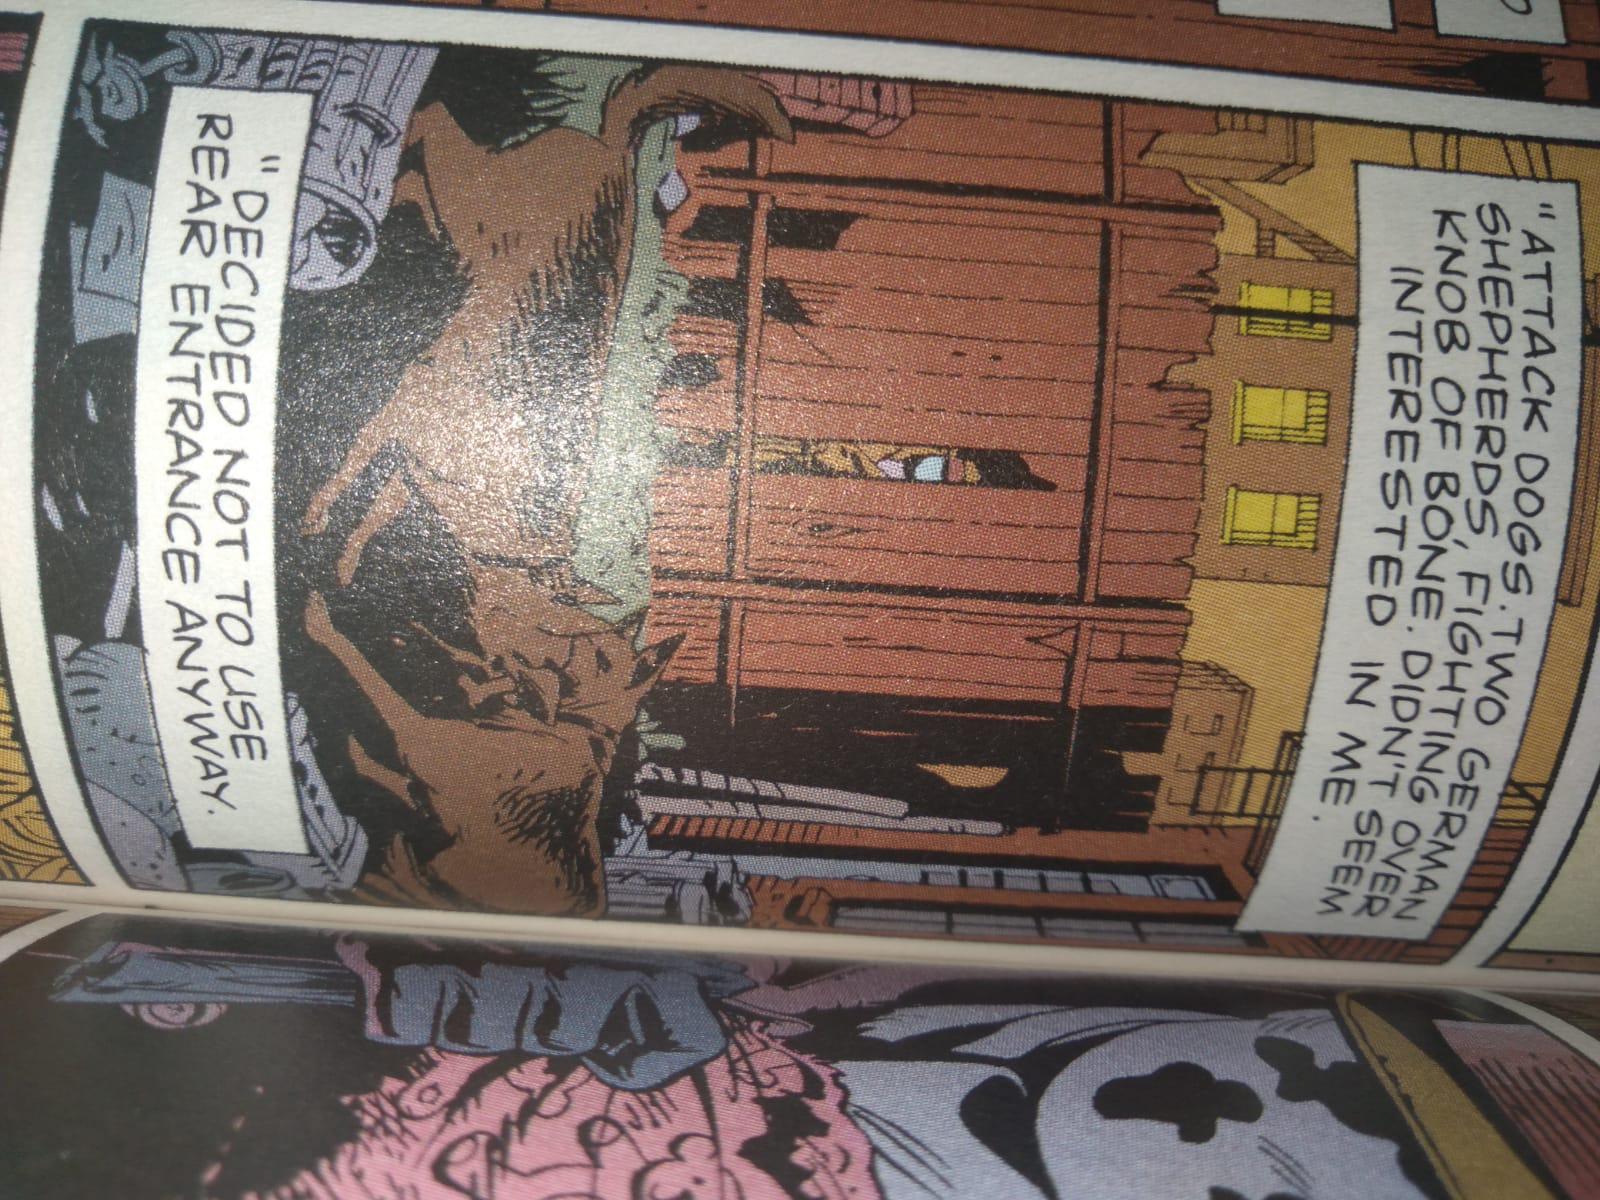 "ATTACK DOGS. TWO GERMAN
SHEPHERDS, FIGHTING OVER
KNOB OF BONE. DIDN'T SEEM
INTERESTED IN ME.
"DECIDED NOT TO USE
REAR ENTRANCE ANYWAY.